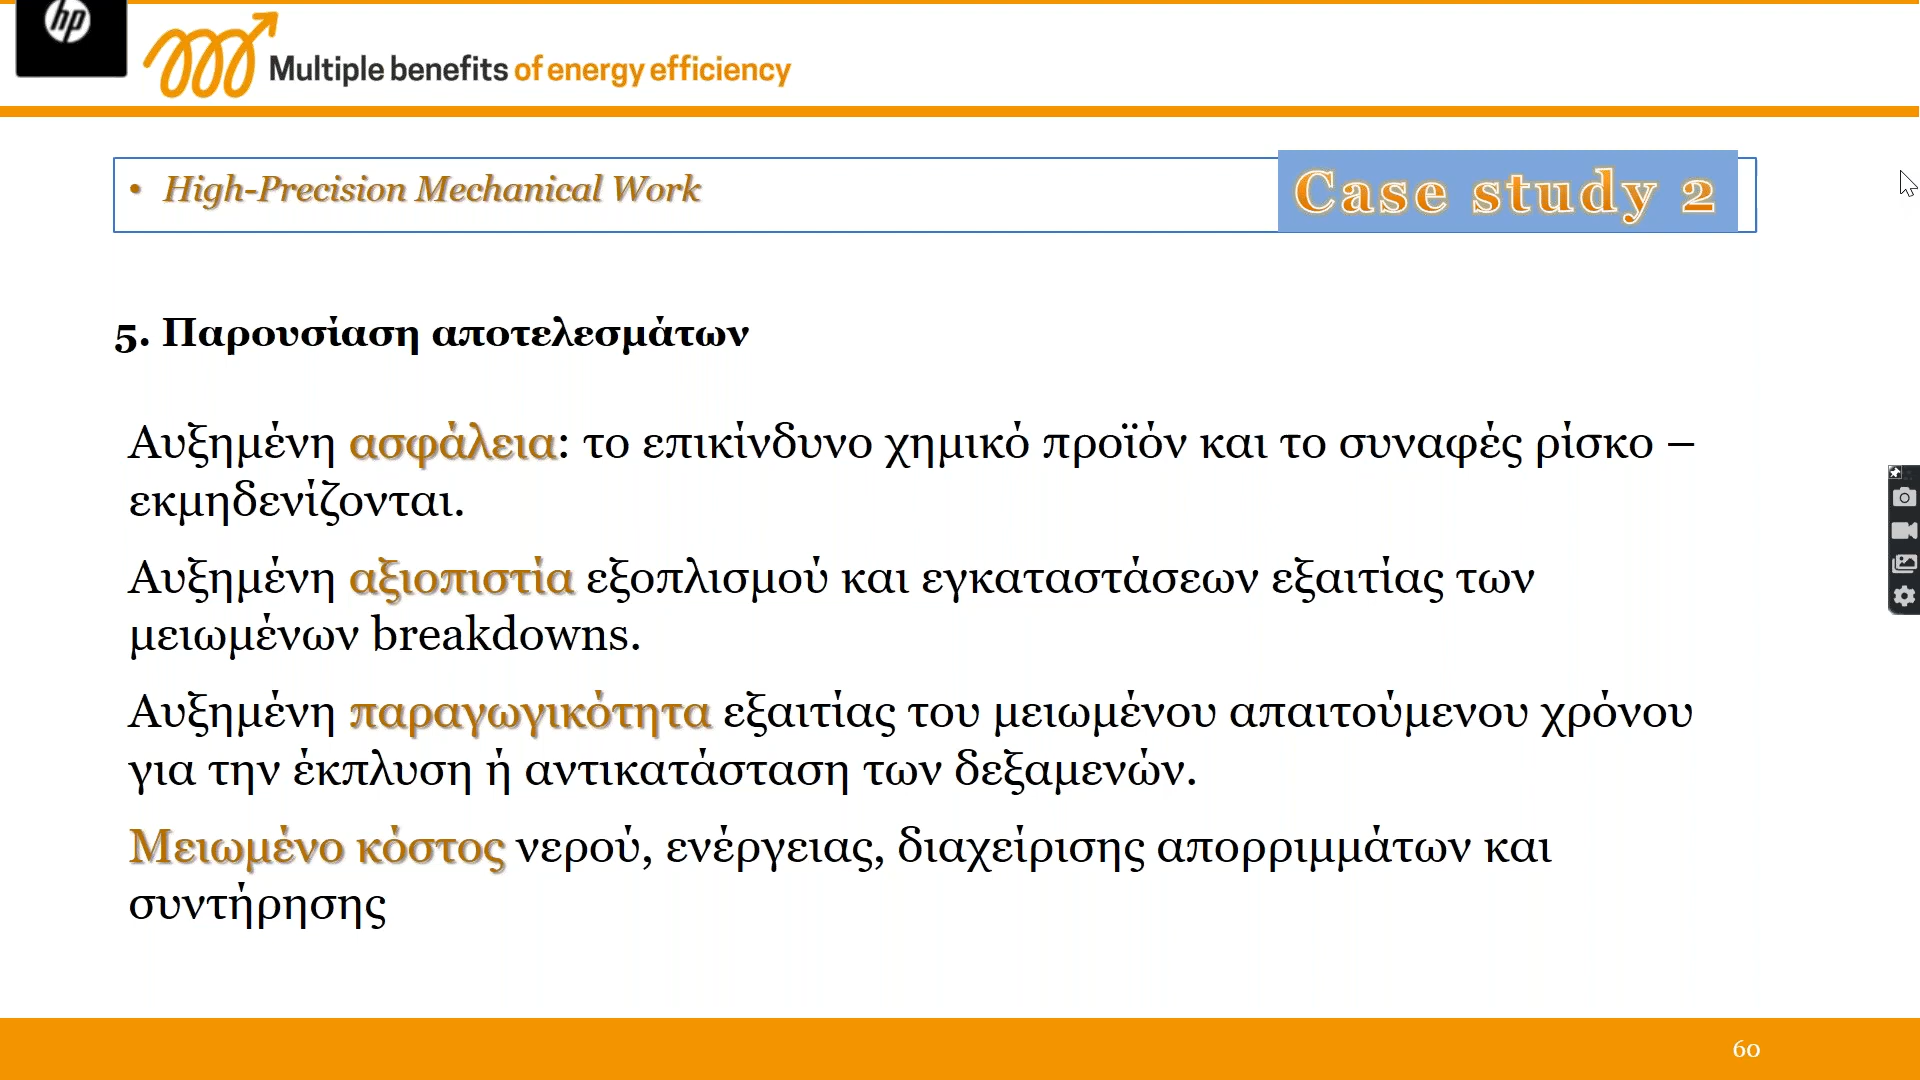 hp
Multiple benefits of energy efficiency
• High-Precision Mechanical Work
Case study 2
5. Παρουσίαση αποτελεσμάτων
Αυξημένη ασφάλεια: το επικίνδυνο χημικό προϊόν και το συναφές ρίσκο –
εκμηδενίζονται.
Αυξημένη αξιοπιστία εξοπλισμού και εγκαταστάσεων εξαιτίας των
μειωμένων breakdowns.
Αυξημένη παραγωγικότητα εξαιτίας του μειωμένου απαιτούμενου χρόνου
για την έκπλυση ή αντικατάσταση των δεξαμενών.
Μειωμένο κόστος νερού, ενέργειας, διαχείρισης απορριμμάτων και
συντήρησης
60